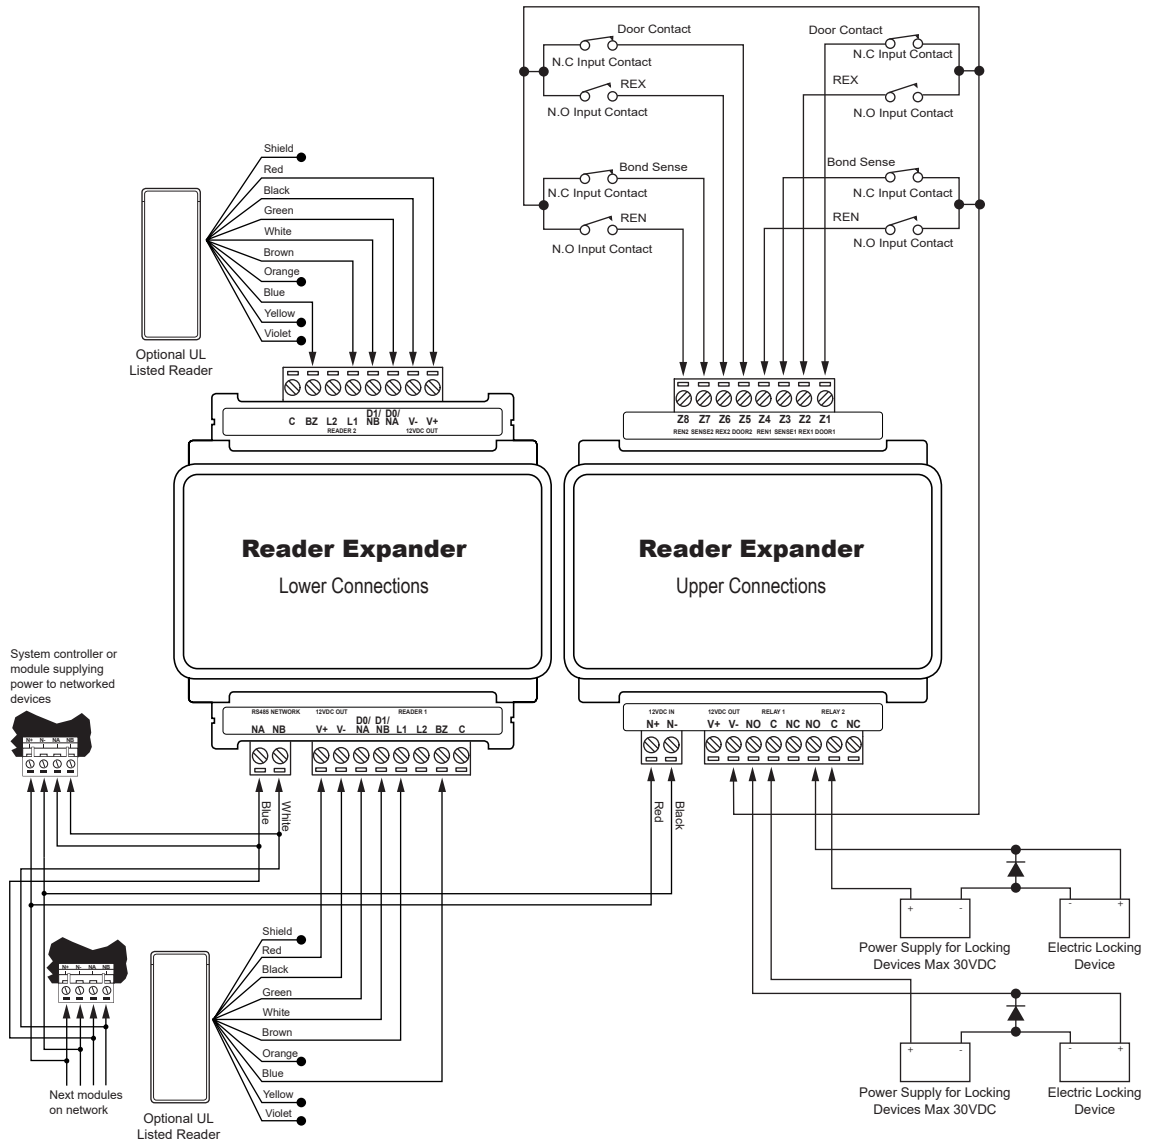 Door Contact
N.C Input Contact
REX
N.O Input Contact
Bond Sense
N.C Input Contact
REN
N.O Input Contact
Door Contact
N.C Input Contact
REX
N.O Input Contact
Bond Sense
N.C Input Contact
REN
N.O Input Contact
Shield
Red
Black
Green
White
Brown
Orange
Blue
Yellow
Violet
Optional UL
Listed Reader
D1/ D0/
C BZ L2 L1 NB NA V- V+
READER 2 12VDC OUT
Z8 Z7 Z6 Z5 Z4 Z3 Z2 Z1
REN2 SENSE2 REX2 DOOR2 REN1 SENSE1 REX1 DOOR1
Reader Expander
Lower Connections
Reader Expander
Upper Connections
System controller or
module supplying
power to networked
devices
N+ N- NA NB
RS485 NETWORK 12VDC OUT READER 1
D0/ D1/
NA NB V+ V- NA NB L1 L2 BZ C
12VDC IN 12VDC OUT RELAY 1 RELAY 2
N+ N- V+ V- NO C NC NO C NC
Blue
White
Red
Black
+ -
- +
Power Supply for Locking
Devices Max 30VDC
Electric Locking
Device
+ -
- +
Power Supply for Locking
Devices Max 30VDC
Electric Locking
Device
N+ N- NA NB
Next modules
on network
Shield
Red
Black
Green
White
Brown
Orange
Blue
Yellow
Violet
Optional UL
Listed Reader